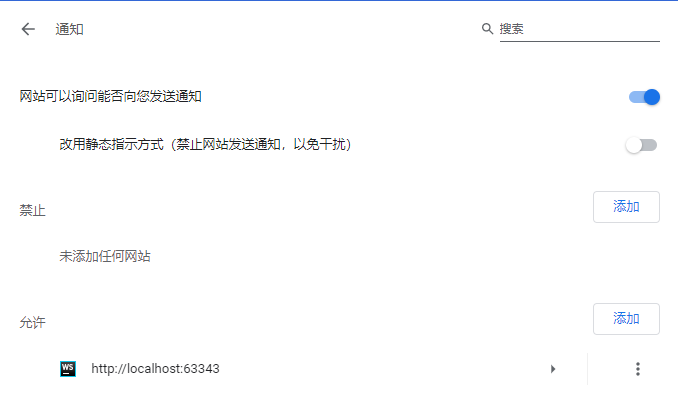 通知
搜索
网站可以询问能否向您发送通知
改用静态指示方式（禁止网站发送通知，以免干扰）
禁止
添加
未添加任何网站
允许
添加
WS
http://localhost:63343